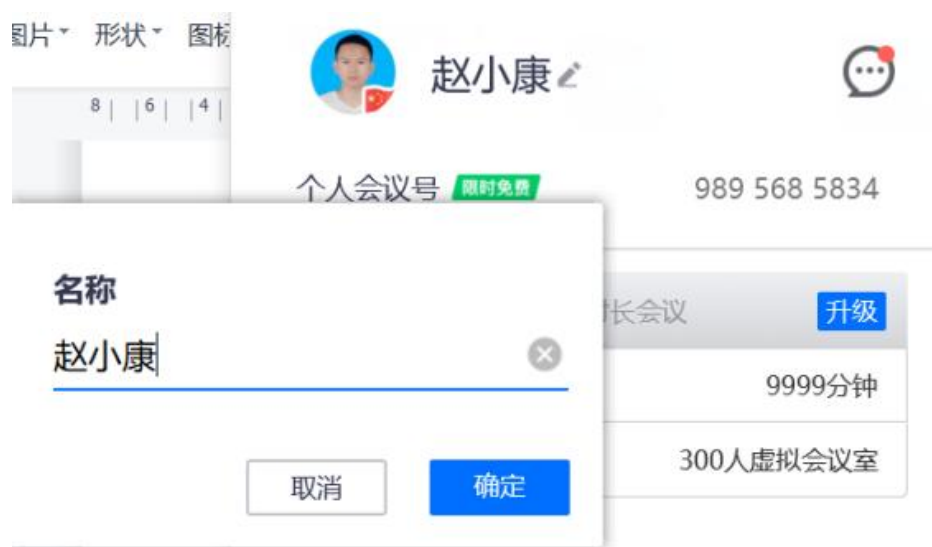 图片 形状 图标
8 6 4
赵小康
个人会议号 限时免费 989 568 5834
名称
赵小康
时长会议 升级
9999分钟
300人虚拟会议室
取消 确定